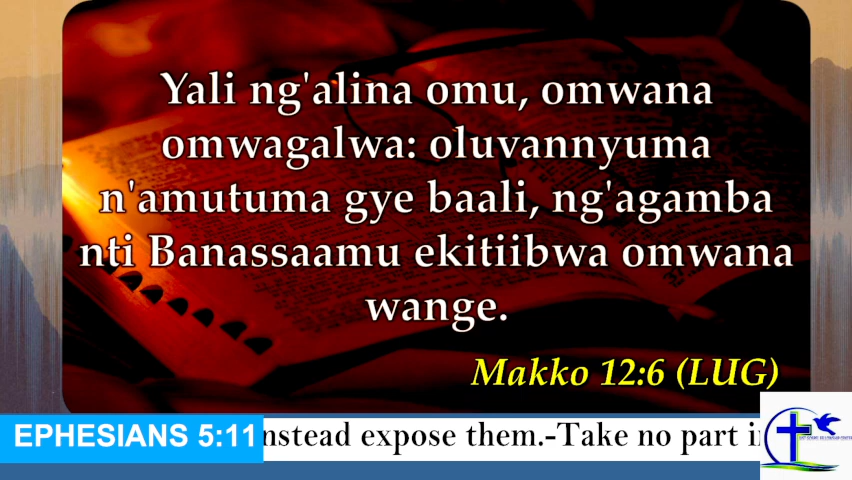 Yali ng'alina omu, omwana
omwagalwa: oluvannyuma
n'amutuma gye baali, ng'agamba
nti Banassaamu ekitiibwa omwana
wange.
Makko 12:6 (LUG)
EPHESIANS 5:11 nstead expose them.-Take no part in